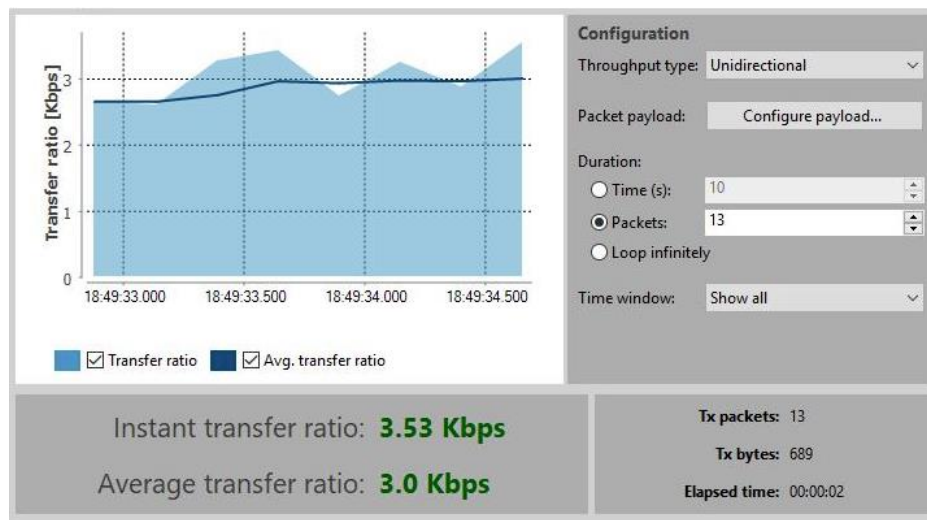 Transfer ratio [Kbps]
3
2
1
0
18:49:33.000 18:49:33.500 18:49:34.000 18:49:34.500
Transfer ratio Avg. transfer ratio
Configuration
Throughput type: Unidirectional
Packet payload: Configure payload...
Duration:
Time (s): 10
Packets: 13
Loop infinitely
Time window: Show all
Instant transfer ratio: 3.53 Kbps
Average transfer ratio: 3.0 Kbps
Tx packets: 13
Tx bytes: 689
Elapsed time: 00:00:02